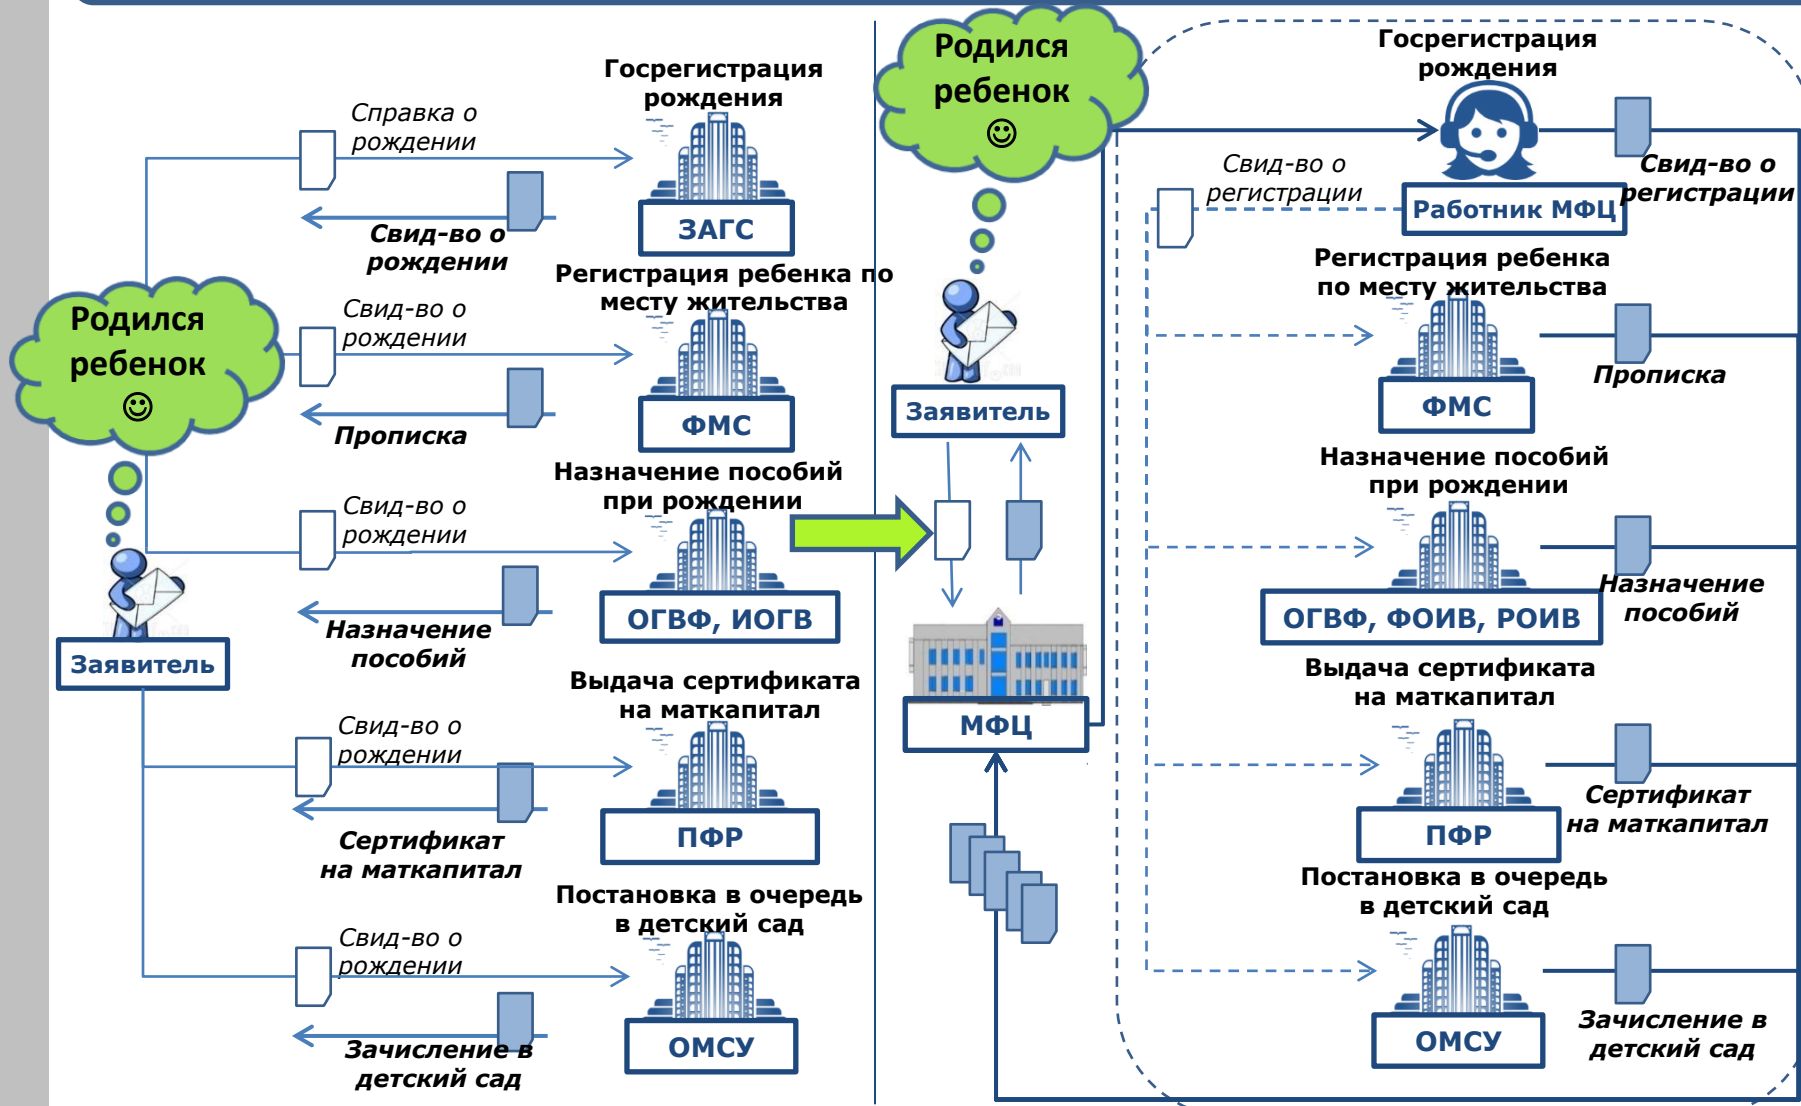 Родился
ребенок
☺
Заявитель
Госрегистрация
рождения
Справка о
рождении
Свид-во о
рождении
ЗАГС
Регистрация ребенка по
месту жительства
Свид-во о
рождении
Прописка
ФМС
Назначение пособий
при рождении
Свид-во о
рождении
Назначение
пособий
ОГВФ, ИОГВ
Выдача сертификата
на маткапитал
Свид-во о
рождении
Сертификат
на маткапитал
ПФР
Постановка в очередь
в детский сад
Свид-во о
рождении
Зачисление в
детский сад
ОМСУ
Родился
ребенок
☺
Заявитель
МФЦ
Госрегистрация
рождения
Свид-во о
регистрации
Работник МФЦ
Свид-во о
регистрации
Регистрация ребенка
по месту жительства
ФМС
Прописка
Назначение пособий
при рождении
ОГВФ, ФОИВ, РОИВ
Назначение
пособий
Выдача сертификата
на маткапитал
ПФР
Сертификат
на маткапитал
Постановка в очередь
в детский сад
ОМСУ
Зачисление в
детский сад